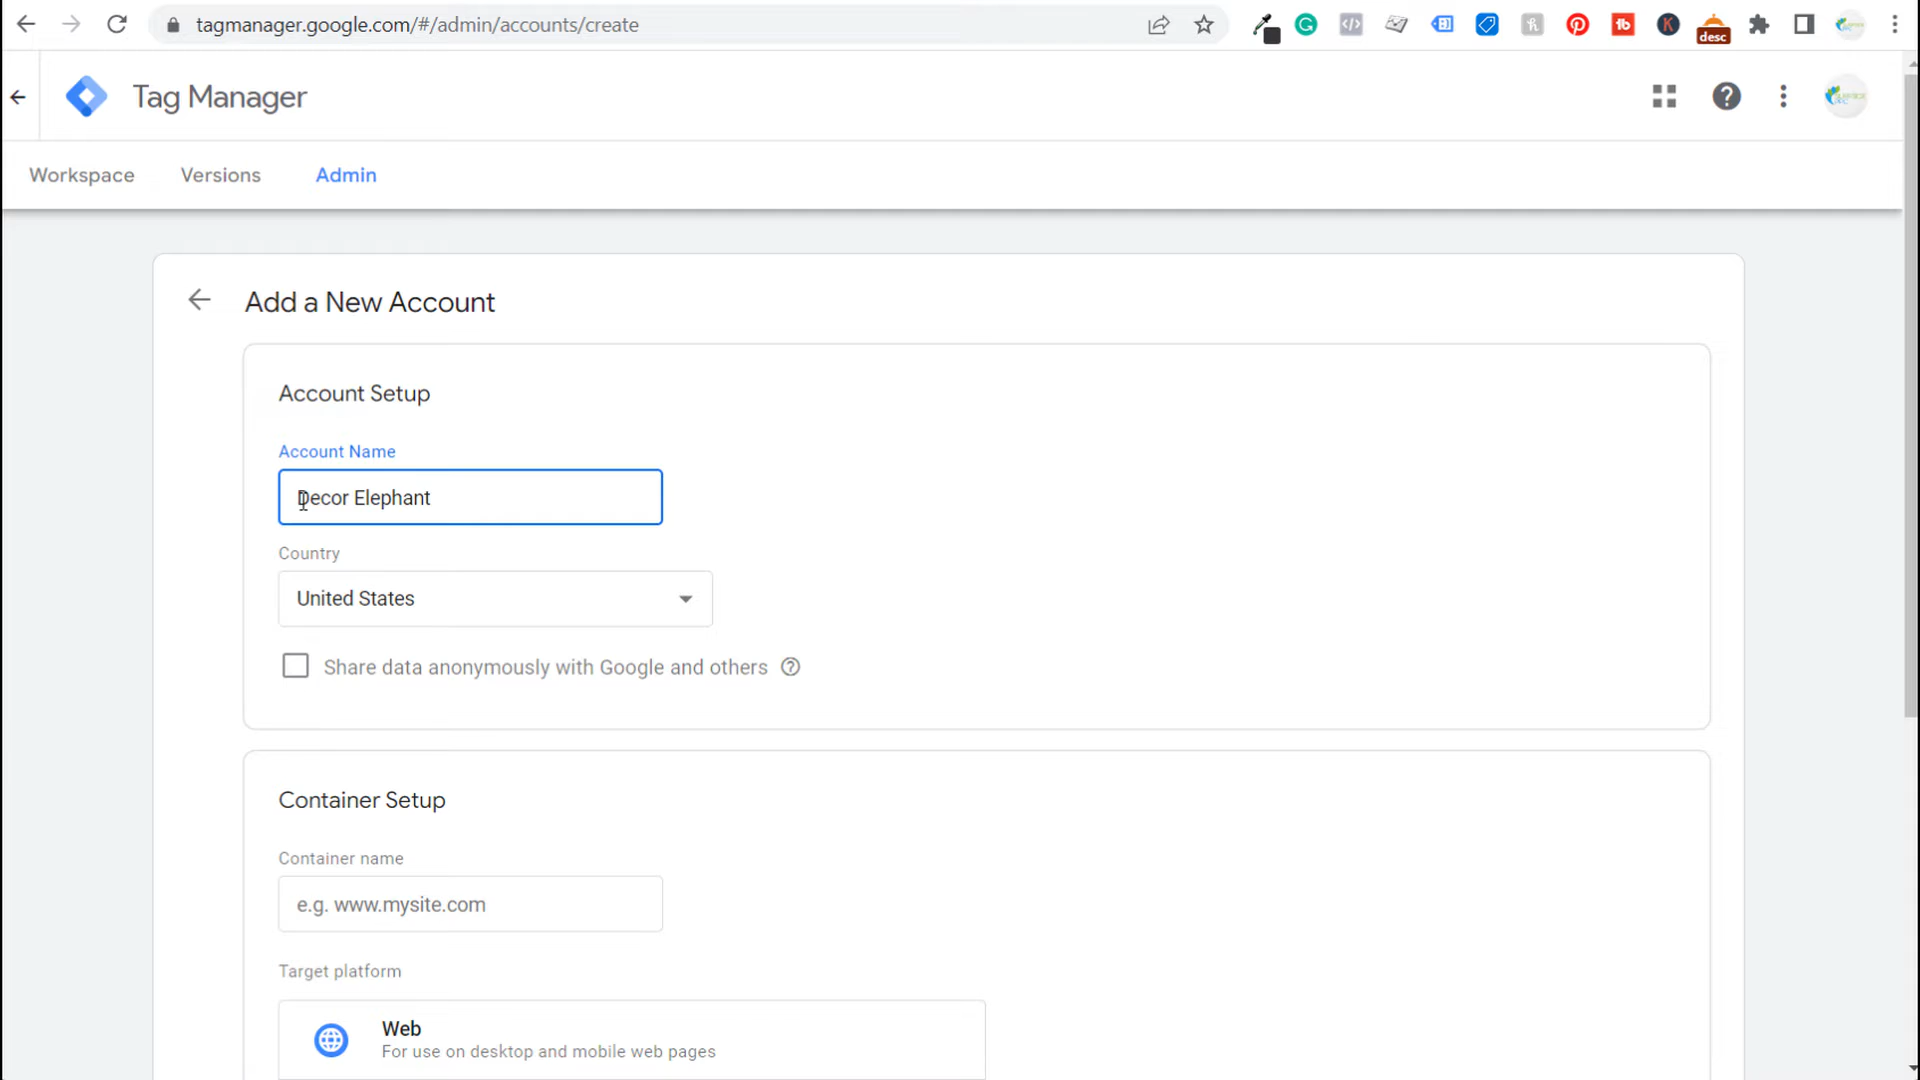 tagmanager.google.com/#/admin/accounts/create
desc
Tag Manager
Workspace Versions Admin
Add a New Account
Account Setup
Account Name
Decor Elephant
Country
United States
Share data anonymously with Google and others
Container Setup
Container name
e.g. www.mysite.com
Target platform
Web
For use on desktop and mobile web pages